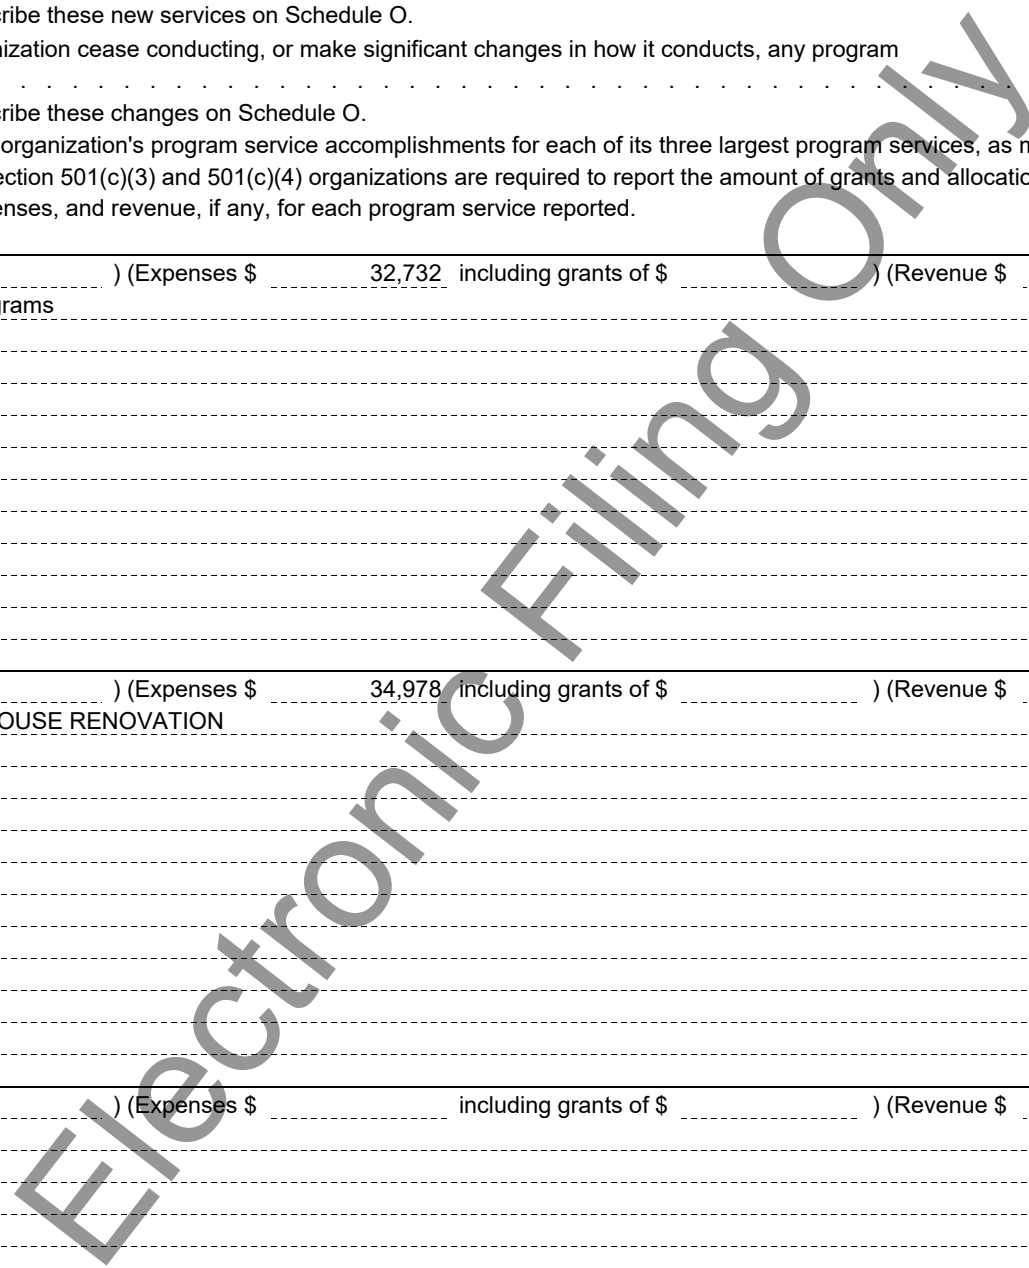 ribe these new services on Schedule O.
nization cease conducting, or make significant changes in how it conducts, any program
. . . . . . . . . . . . . . . . . . . . . . . . . . . . . . . . . . . . . . .
ribe these changes on Schedule O.
organization's program service accomplishments for each of its three largest program services, as m
ection 501(c)(3) and 501(c)(4) organizations are required to report the amount of grants and allocatio
enses, and revenue, if any, for each program service reported.
) (Expenses $ 32,732 including grants of $ ) (Revenue $
grams
) (Expenses $ 34,978 including grants of $ ) (Revenue $
OUSE RENOVATION
) (Expenses $ including grants of $ ) (Revenue $
Electronic Filing Only